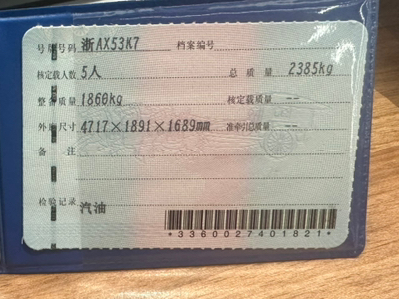 号牌号码 浙AX53K7 档案编号
核定载人数 5人 总质量 2385kg
整备质量 1860kg 核定载质量 --
外廓尺寸 4717×1891×1689mm 准牵引总质量 --
备注
检验记录 汽油
*3360027401821*